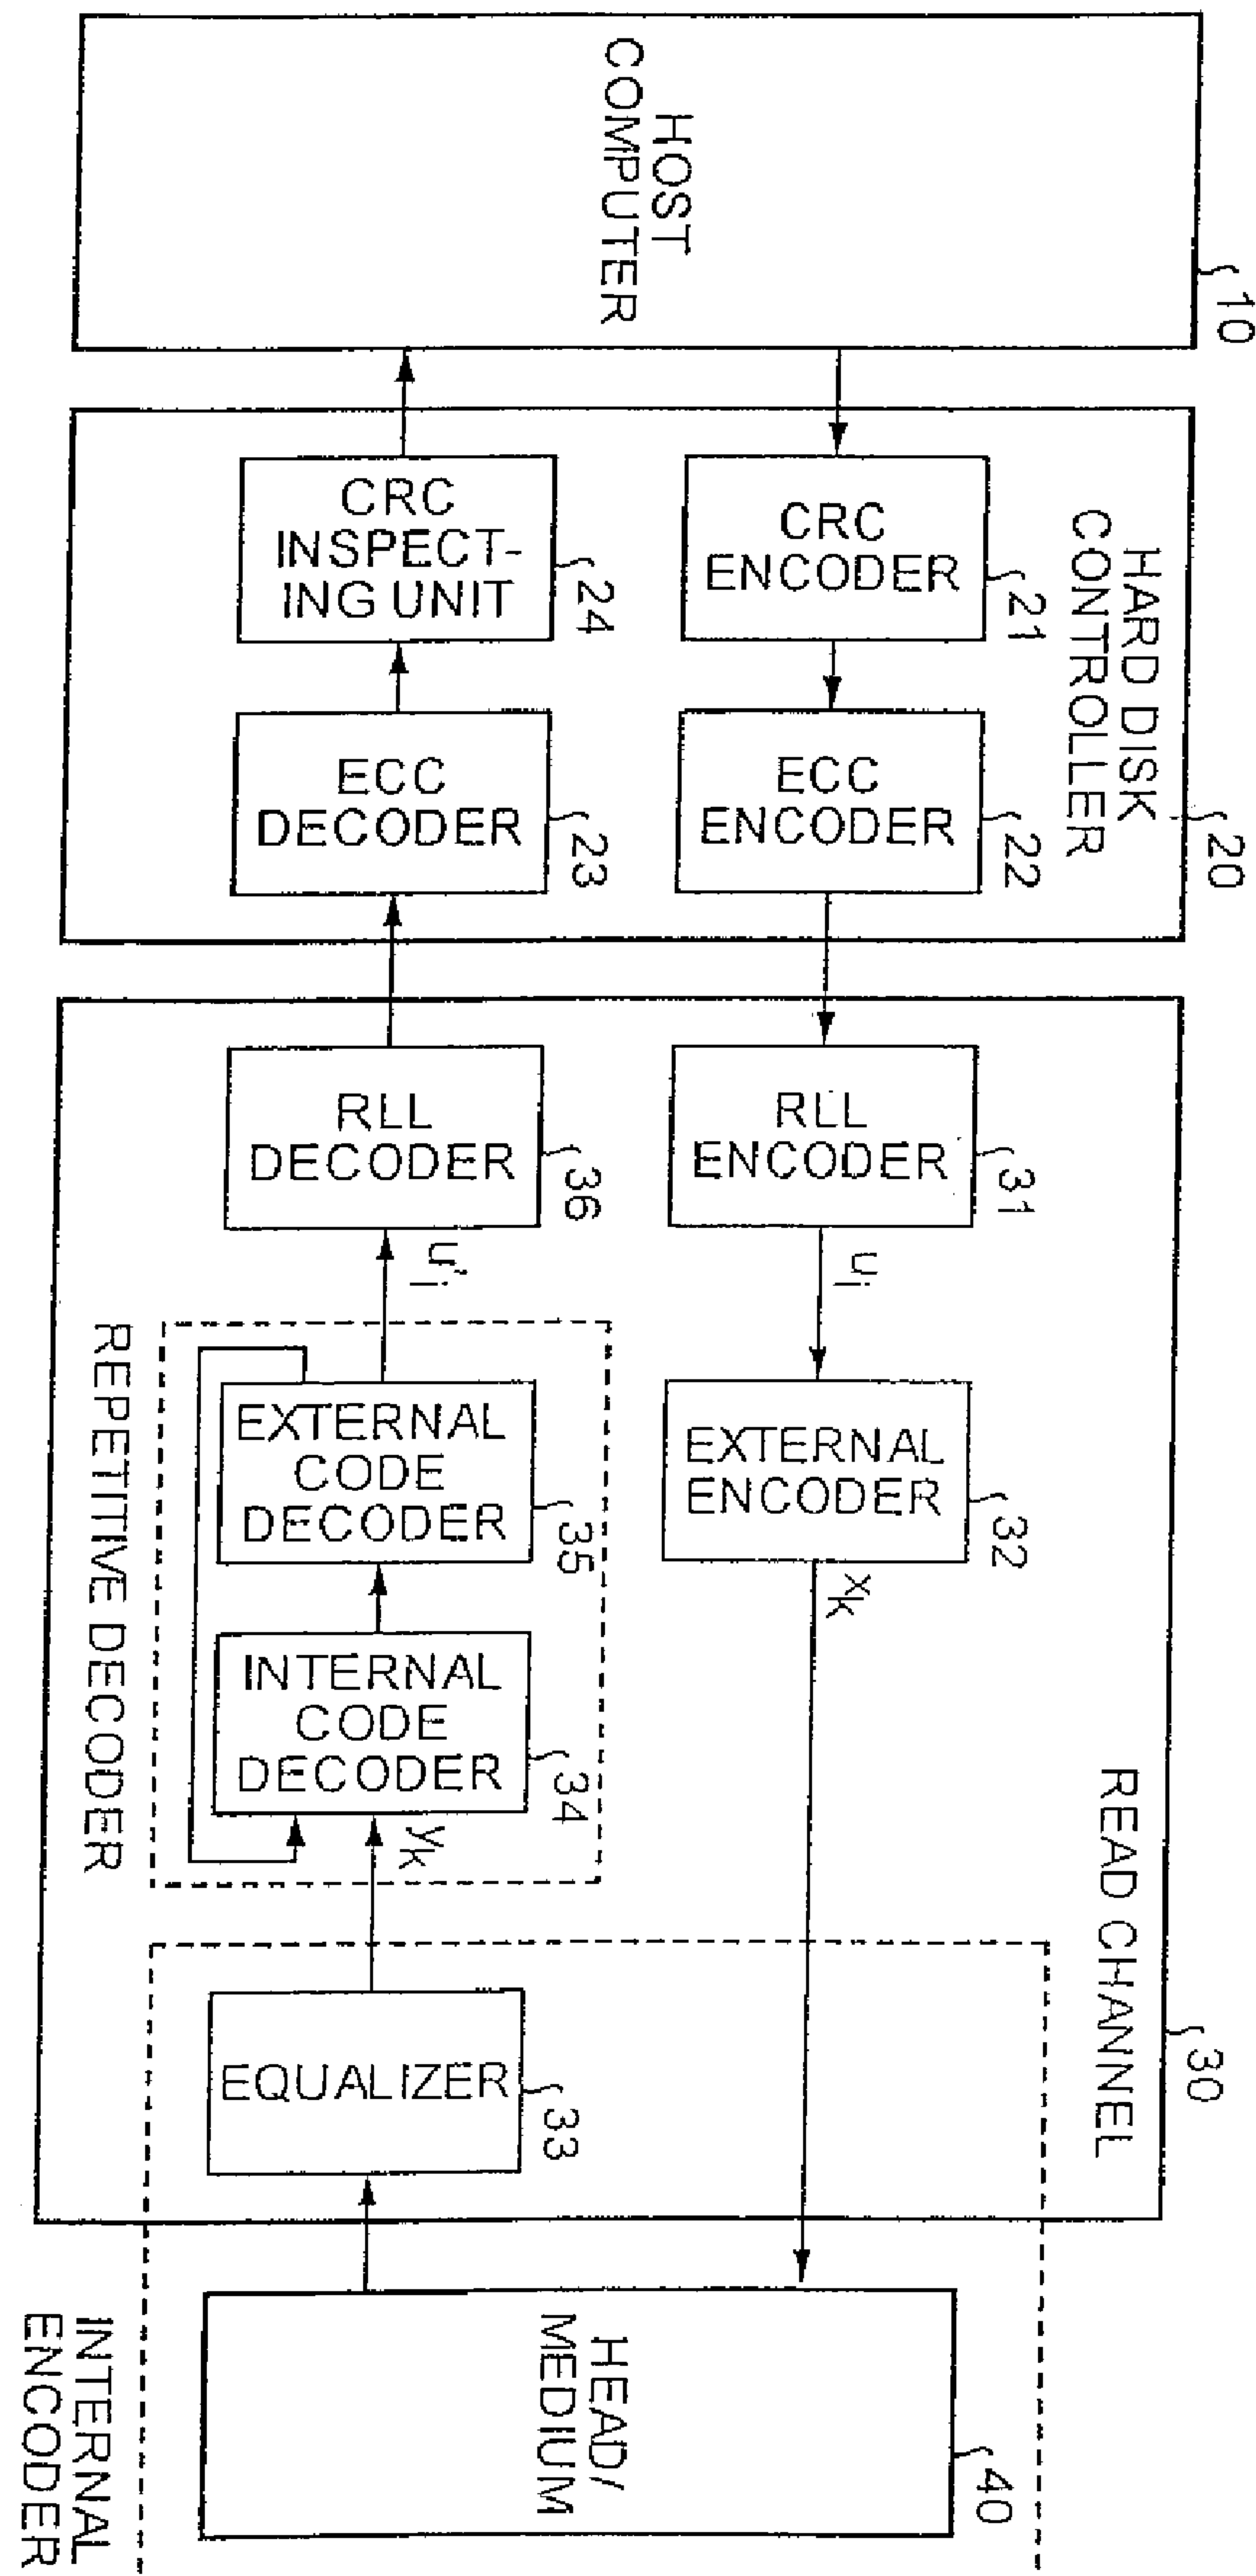 HOST
COMPUTER
10
HARD DISK
CONTROLLER
20
CRC
ENCODER
21
ECC
ENCODER
22
CRC
INSPECT-
ING UNIT
24
ECC
DECODER
23
READ CHANNEL
30
RLL
ENCODER
31
ui
EXTERNAL
ENCODER
32
xk
RLL
DECODER
36
u'i
EXTERNAL
CODE
DECODER
35
INTERNAL
CODE
DECODER
34
yk
REPETITIVE DECODER
EQUALIZER
33
HEAD/
MEDIUM
40
INTERNAL
ENCODER